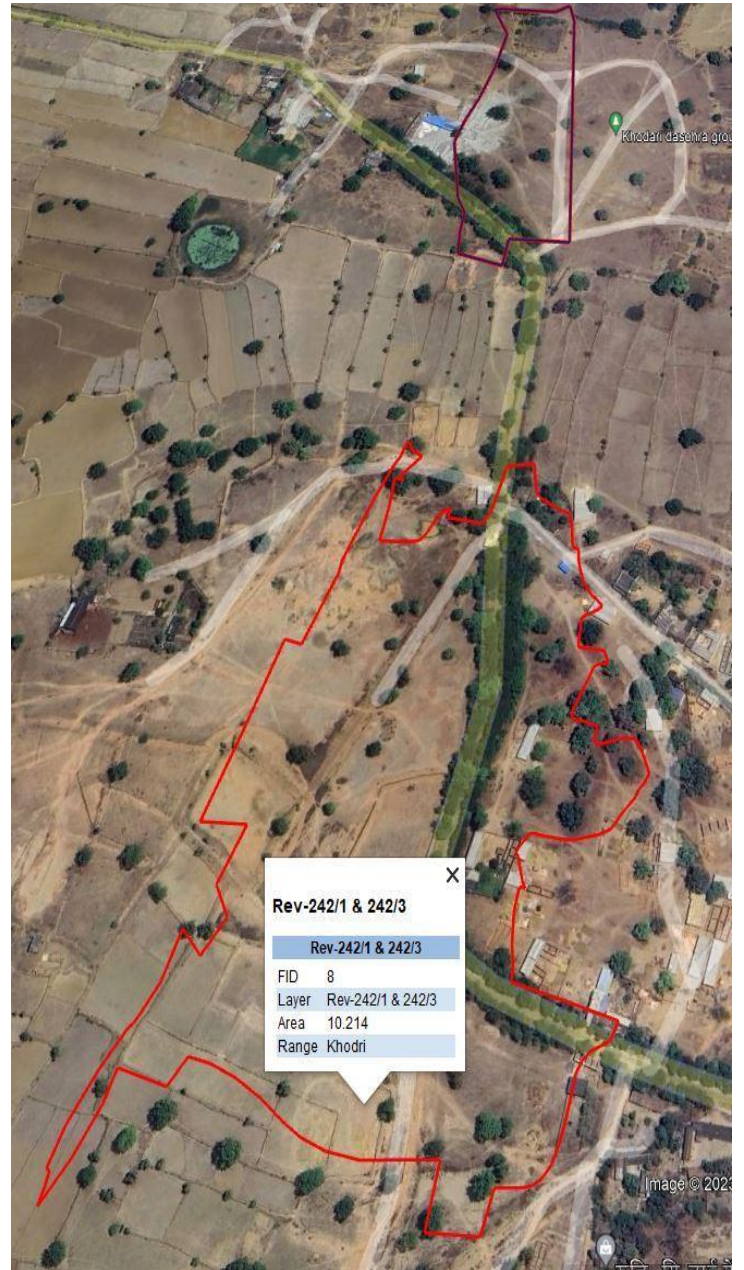 Khodari dasehra grou
Rev-242/1 & 242/3
Rev-242/1 & 242/3
FID 8
Layer Rev-242/1 & 242/3
Area 10.214
Range Khodri
Image © 2023